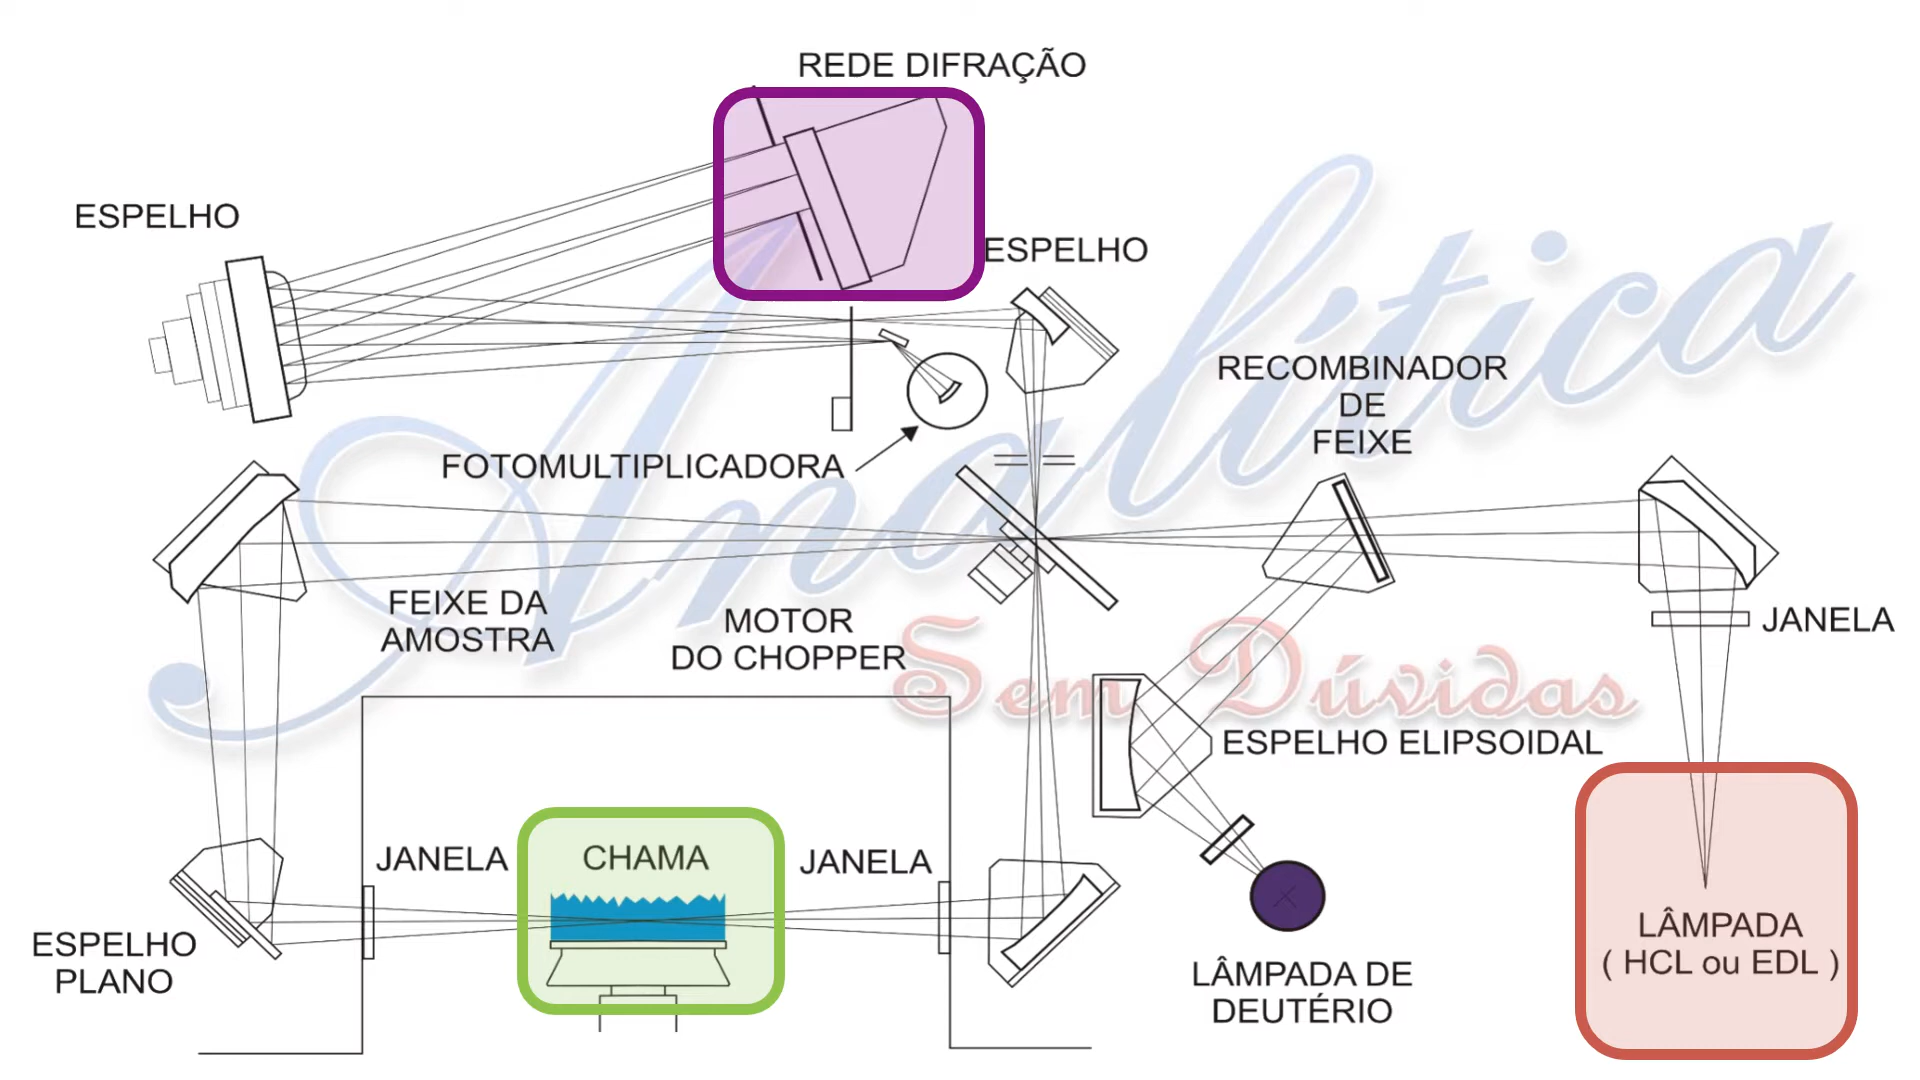 REDE DIFRAÇÃO
ESPELHO
ESPELHO
RECOMBINADOR
DE
FEIXE
FOTOMULTIPLICADORA
Analítica
Sem Dúvidas
FEIXE DA
AMOSTRA
MOTOR
DO CHOPPER
JANELA
ESPELHO ELIPSOIDAL
JANELA
CHAMA
JANELA
ESPELHO
PLANO
LÂMPADA DE
DEUTÉRIO
LÂMPADA
( HCL ou EDL )